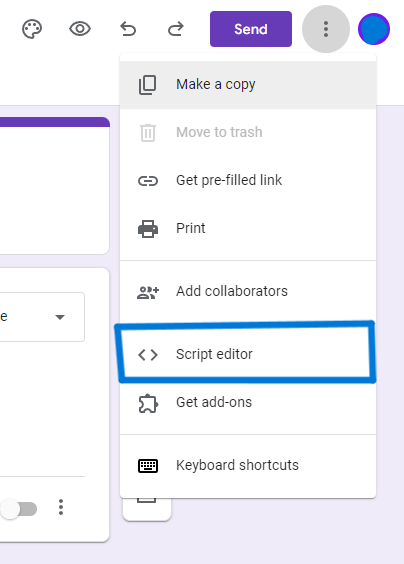 Send
Make a copy
Move to trash
Get pre-filled link
Print
Add collaborators
e
Script editor
Get add-ons
Keyboard shortcuts